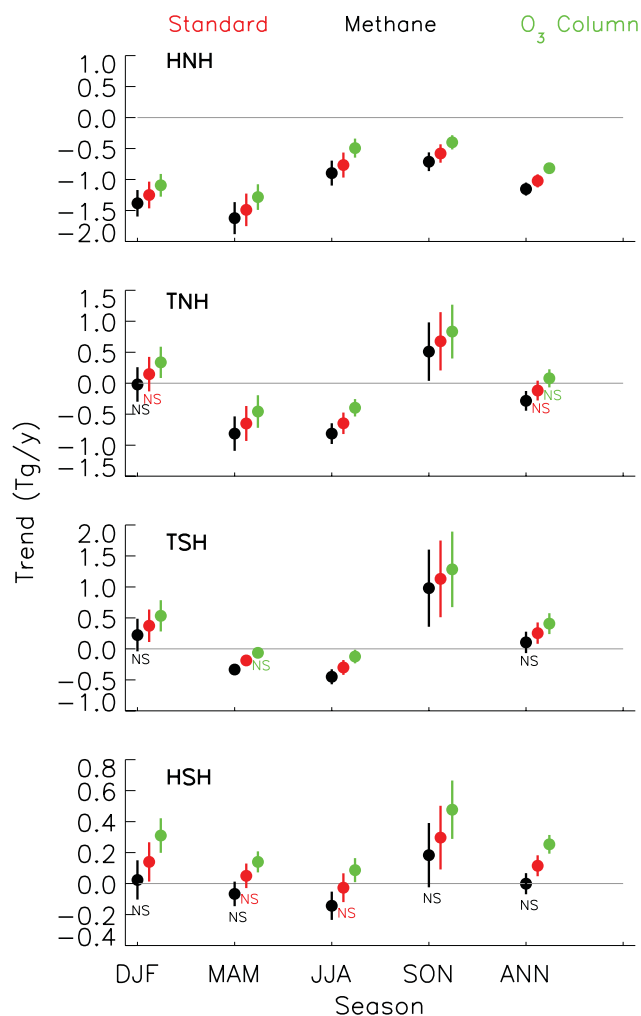 Standard Methane O3 Column
HNH
1.0
0.5
0.0
−0.5
−1.0
−1.5
−2.0
TNH
1.5
1.0
0.5
0.0
−0.5
−1.0
−1.5
NS NS NS NS
TSH
2.0
1.5
1.0
0.5
0.0
−0.5
−1.0
NS NS NS
HSH
0.8
0.6
0.4
0.2
0.0
−0.2
−0.4
NS NS NS NS NS NS
DJF MAM JJA SON ANN
Season
Trend (Tg/y)